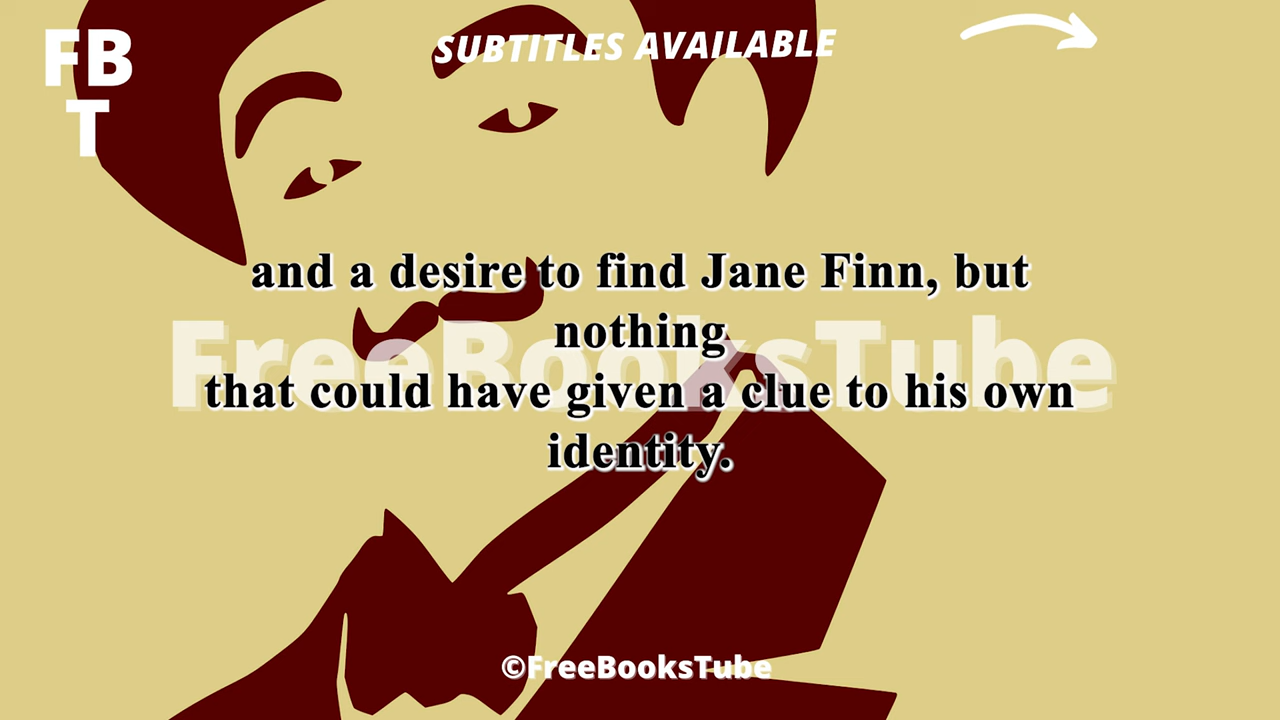 FB
T
SUBTITLES AVAILABLE
and a desire to find Jane Finn, but
nothing
FreeBooksTube
that could have given a clue to his own
identity.
©FreeBooksTube